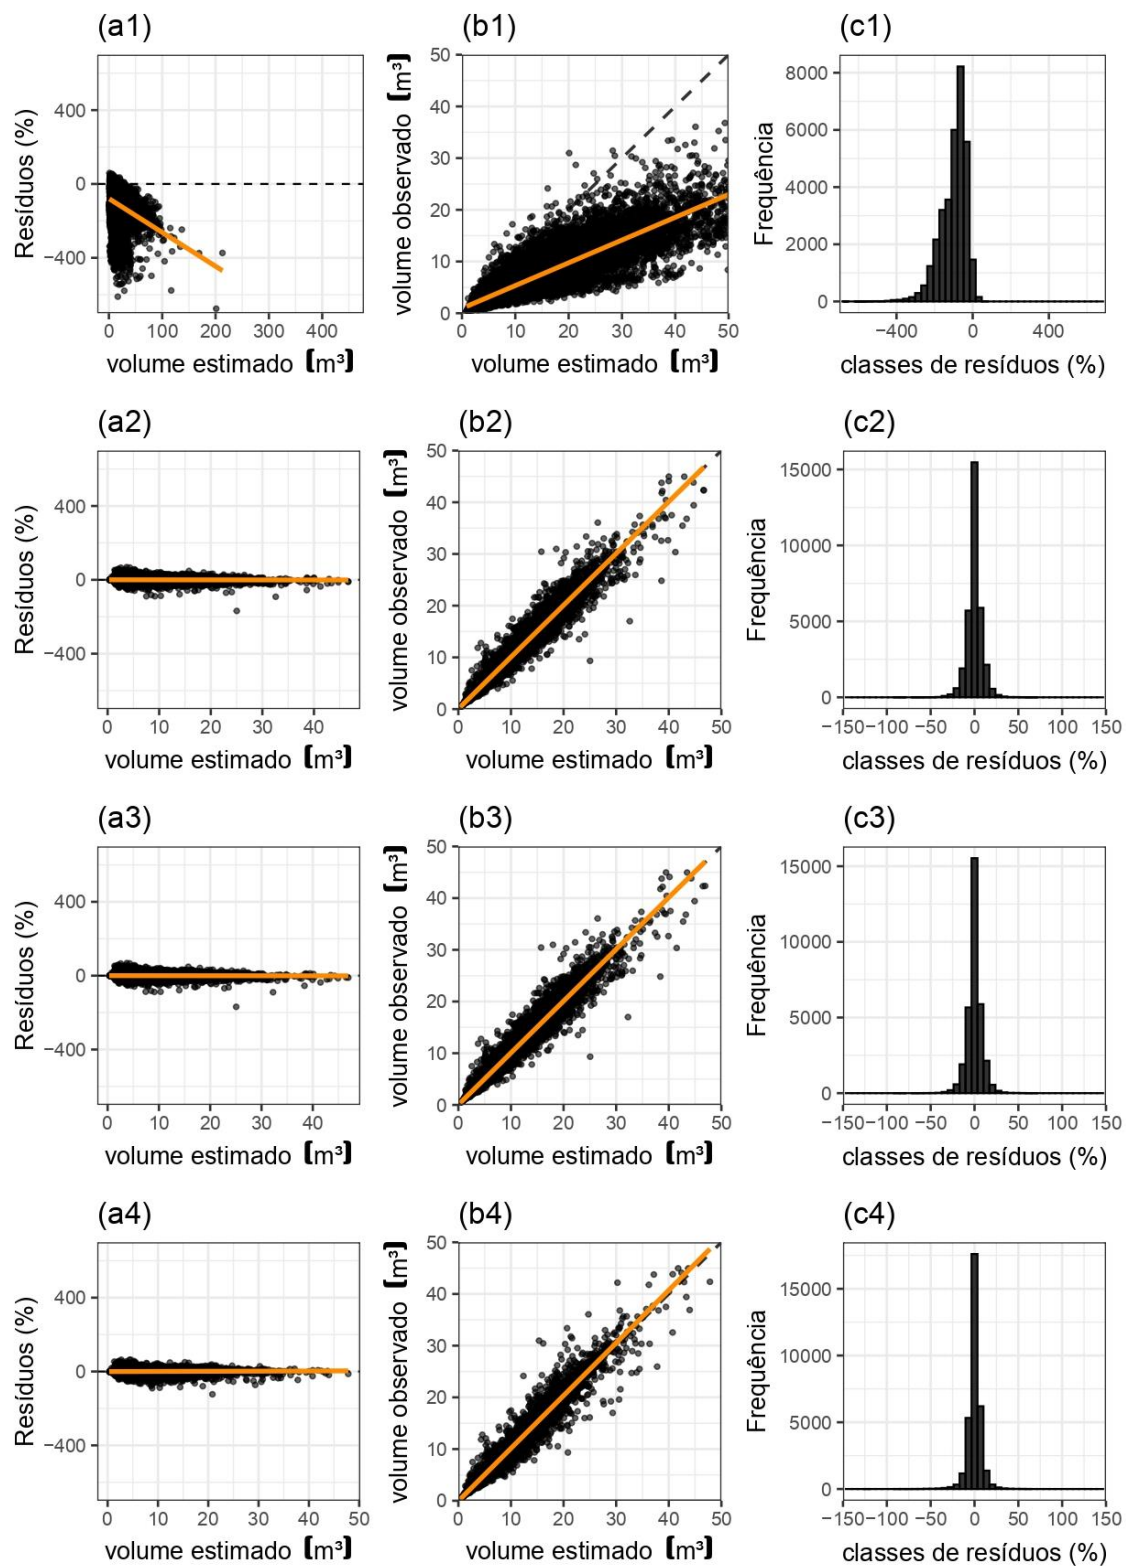 (a1) (b1) (c1)
Resíduos (%)
400
0
−400
0 100 200 300 400
volume estimado (m³)
volume observado (m³)
50
40
30
20
10
0
0 10 20 30 40 50
volume estimado (m³)
Frequência
8000
6000
4000
2000
0
−400 0 400
classes de resíduos (%)
(a2) (b2) (c2)
Resíduos (%)
400
0
−400
0 10 20 30 40
volume estimado (m³)
volume observado (m³)
50
40
30
20
10
0
0 10 20 30 40 50
volume estimado (m³)
Frequência
15000
10000
5000
0
−150 −100 −50 0 50 100 150
classes de resíduos (%)
(a3) (b3) (c3)
Resíduos (%)
400
0
−400
0 10 20 30 40
volume estimado (m³)
volume observado (m³)
50
40
30
20
10
0
0 10 20 30 40 50
volume estimado (m³)
Frequência
15000
10000
5000
0
−150 −100 −50 0 50 100 150
classes de resíduos (%)
(a4) (b4) (c4)
Resíduos (%)
400
0
−400
0 10 20 30 40 50
volume estimado (m³)
volume observado (m³)
50
40
30
20
10
0
0 10 20 30 40 50
volume estimado (m³)
Frequência
15000
10000
5000
0
−150 −100 −50 0 50 100 150
classes de resíduos (%)